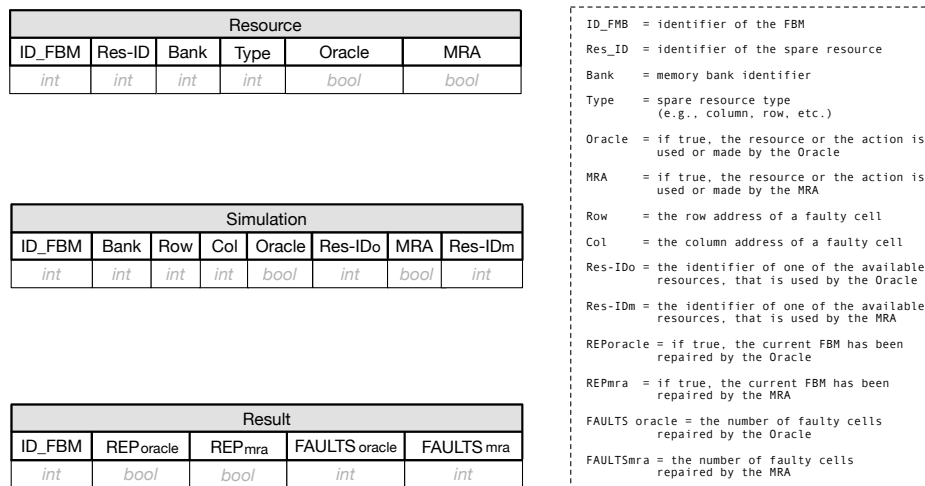 Resource
ID_FBM Res-ID Bank Type Oracle MRA
int int int int bool bool
Simulation
ID_FBM Bank Row Col Oracle Res-IDo MRA Res-IDm
int int int int bool int bool int
Result
ID_FBM REPoracle REPmra FAULTS oracle FAULTS mra
int bool bool int int
ID_FMB = identifier of the FBM
Res_ID = identifier of the spare resource
Bank = memory bank identifier
Type = spare resource type
(e.g., column, row, etc.)
Oracle = if true, the resource or the action is
used or made by the Oracle
MRA = if true, the resource or the action is
used or made by the MRA
Row = the row address of a faulty cell
Col = the column address of a faulty cell
Res-IDo = the identifier of one of the available
resources, that is used by the Oracle
Res-IDm = the identifier of one of the available
resources, that is used by the MRA
REPoracle = if true, the current FBM has been
repaired by the Oracle
REPmra = if true, the current FBM has been
repaired by the MRA
FAULTS oracle = the number of faulty cells
repaired by the Oracle
FAULTSmra = the number of faulty cells
repaired by the MRA